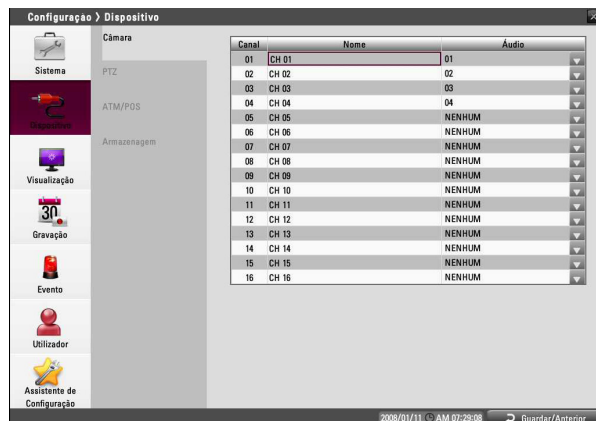 Configuração > Dispositivo
Sistema
Dispositivo
Visualização
30
Gravação
Evento
Utilizador
Assistente de
Configuração
Câmara
PTZ
ATM/POS
Armazenagem
Canal Nome Áudio
01 CH 01 01
02 CH 02 02
03 CH 03 03
04 CH 04 04
05 CH 05 NENHUM
06 CH 06 NENHUM
07 CH 07 NENHUM
08 CH 08 NENHUM
09 CH 09 NENHUM
10 CH 10 NENHUM
11 CH 11 NENHUM
12 CH 12 NENHUM
13 CH 13 NENHUM
14 CH 14 NENHUM
15 CH 15 NENHUM
16 CH 16 NENHUM
2008/01/11 AM 07:29:08 Guardar/Anterior